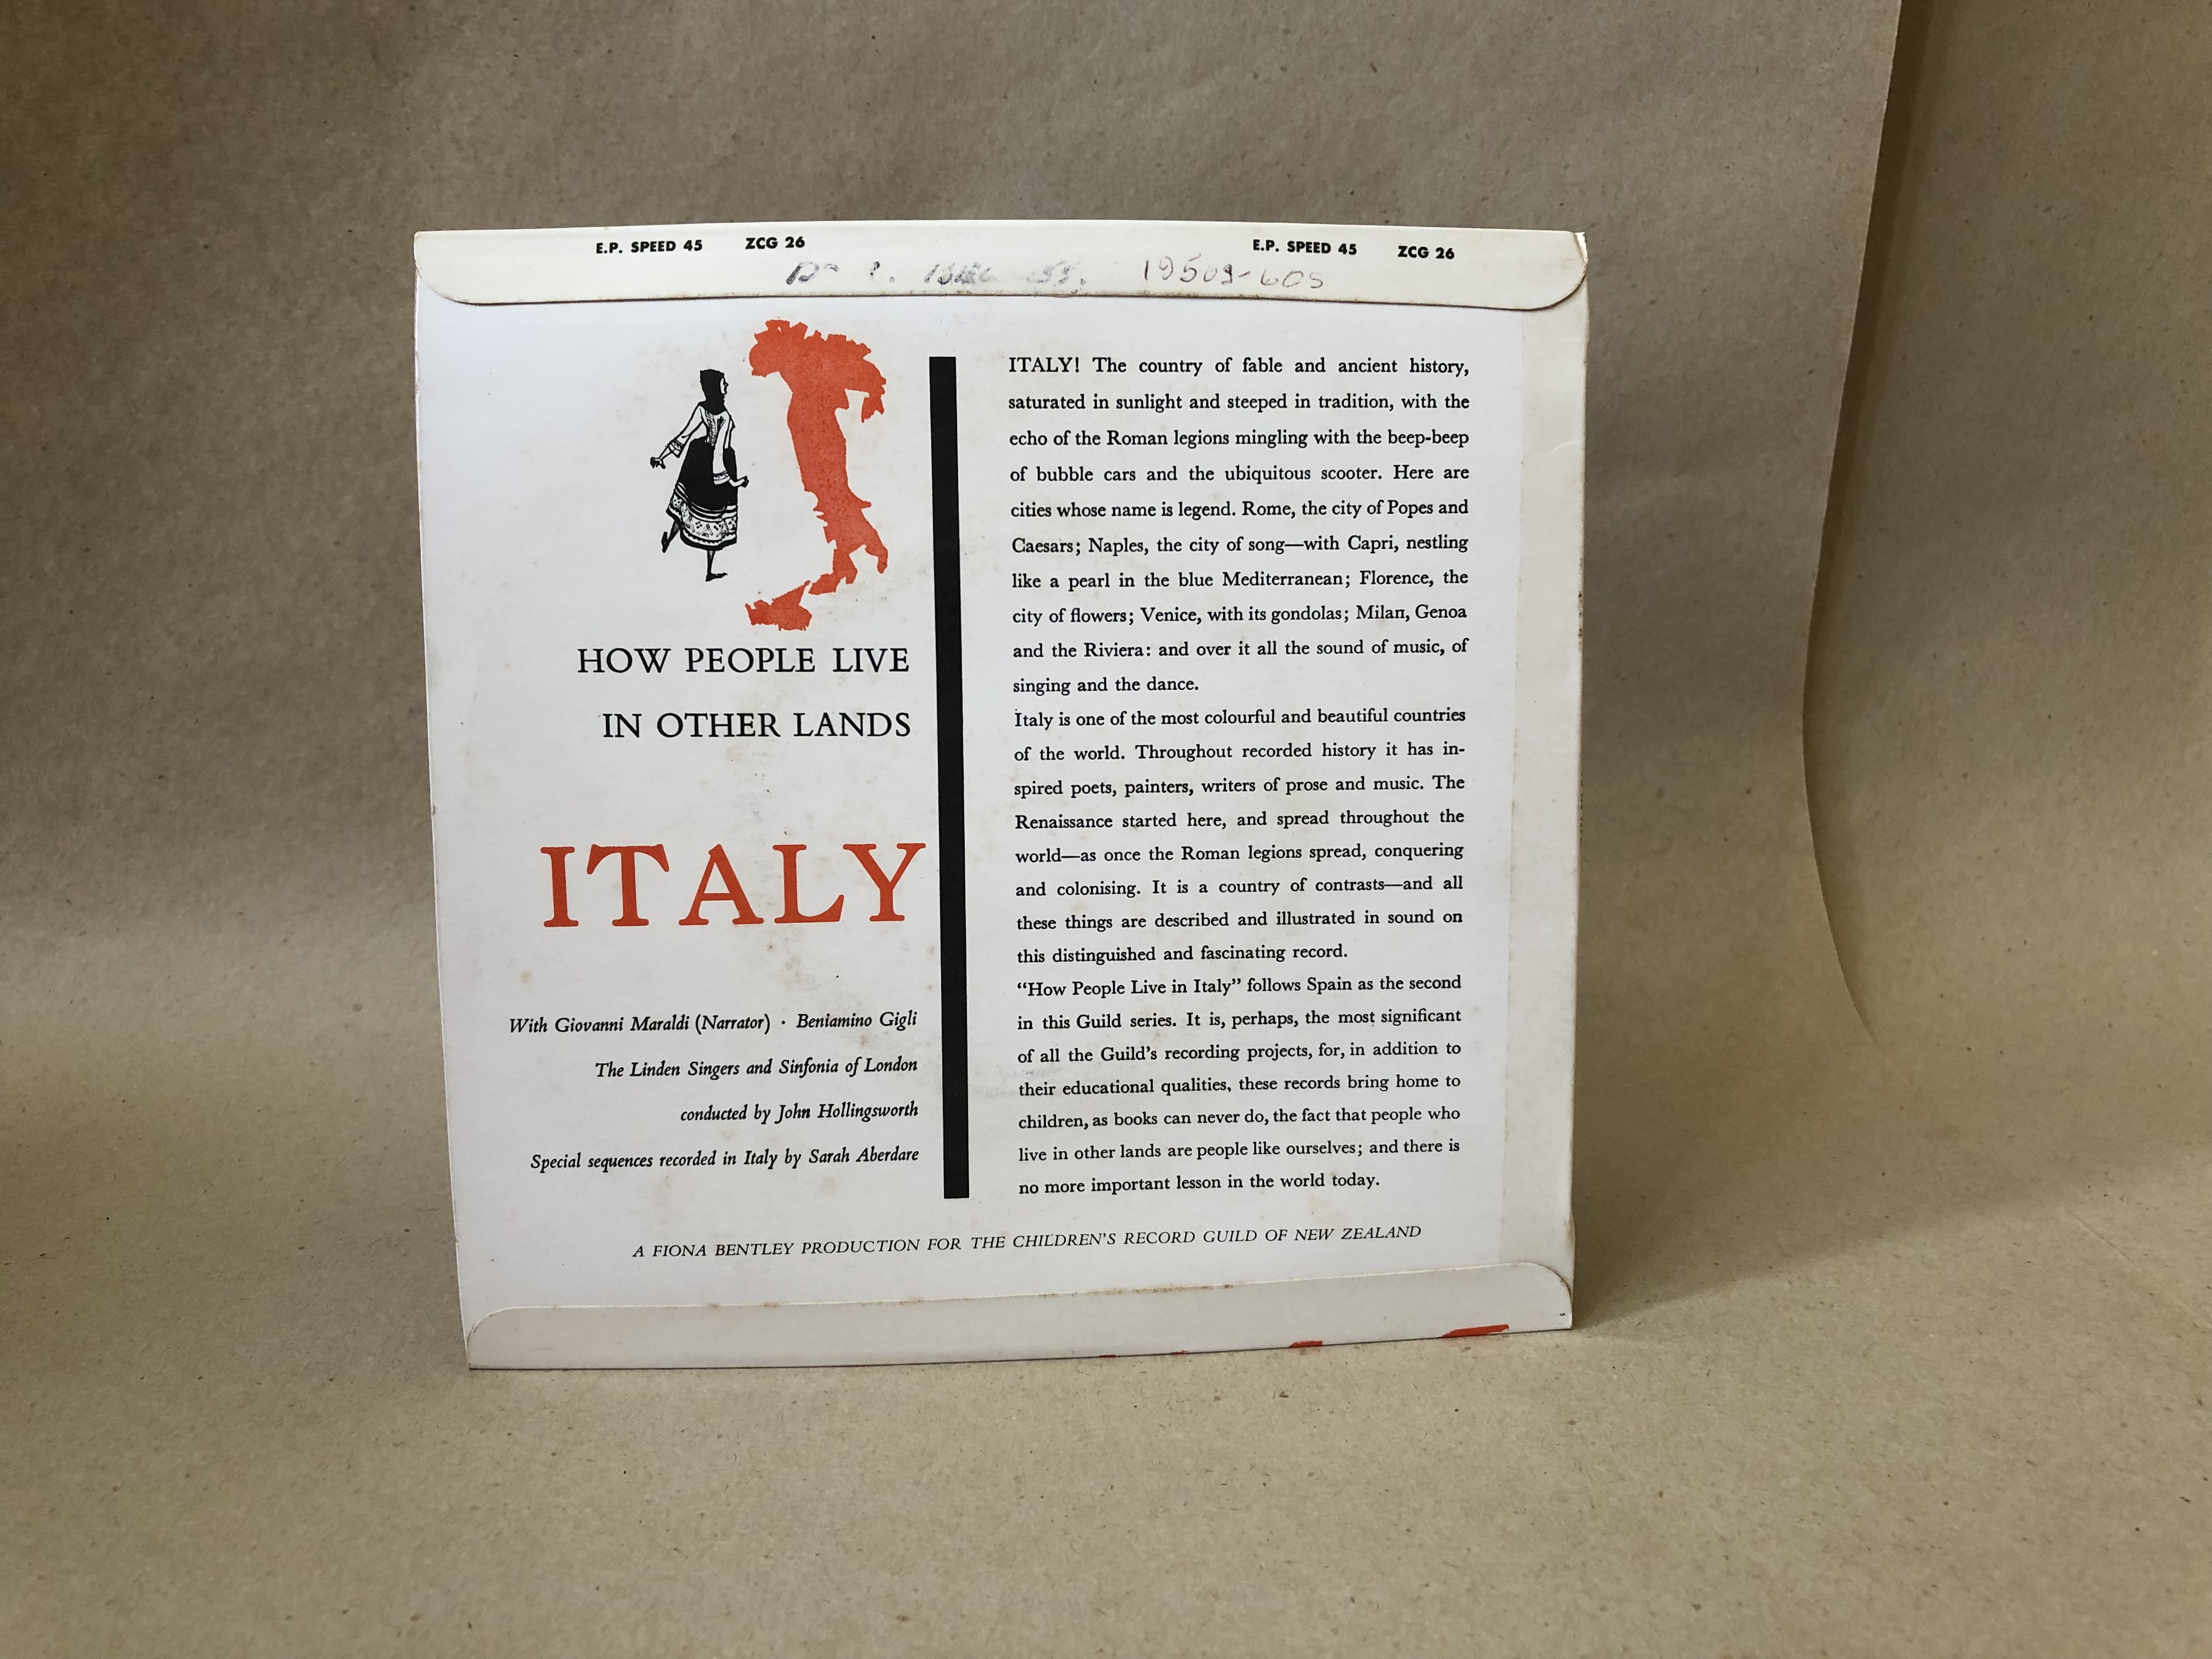 E.P. SPEED 45 ZCG 26 E.P. SPEED 45 ZCG 26
1950s-60s
HOW PEOPLE LIVE
IN OTHER LANDS
ITALY
With Giovanni Maraldi (Narrator) · Beniamino Gigli
The Linden Singers and Sinfonia of London
conducted by John Hollingsworth
Special sequences recorded in Italy by Sarah Aberdare
ITALY! The country of fable and ancient history,
saturated in sunlight and steeped in tradition, with the
echo of the Roman legions mingling with the beep-beep
of bubble cars and the ubiquitous scooter. Here are
cities whose name is legend. Rome, the city of Popes and
Caesars; Naples, the city of song—with Capri, nestling
like a pearl in the blue Mediterranean; Florence, the
city of flowers; Venice, with its gondolas; Milan, Genoa
and the Riviera: and over it all the sound of music, of
singing and the dance.
Italy is one of the most colourful and beautiful countries
of the world. Throughout recorded history it has in-
spired poets, painters, writers of prose and music. The
Renaissance started here, and spread throughout the
world—as once the Roman legions spread, conquering
and colonising. It is a country of contrasts—and all
these things are described and illustrated in sound on
this distinguished and fascinating record.
“How People Live in Italy” follows Spain as the second
in this Guild series. It is, perhaps, the most significant
of all the Guild’s recording projects, for, in addition to
their educational qualities, these records bring home to
children, as books can never do, the fact that people who
live in other lands are people like ourselves; and there is
no more important lesson in the world today.
A FIONA BENTLEY PRODUCTION FOR THE CHILDREN’S RECORD GUILD OF NEW ZEALAND